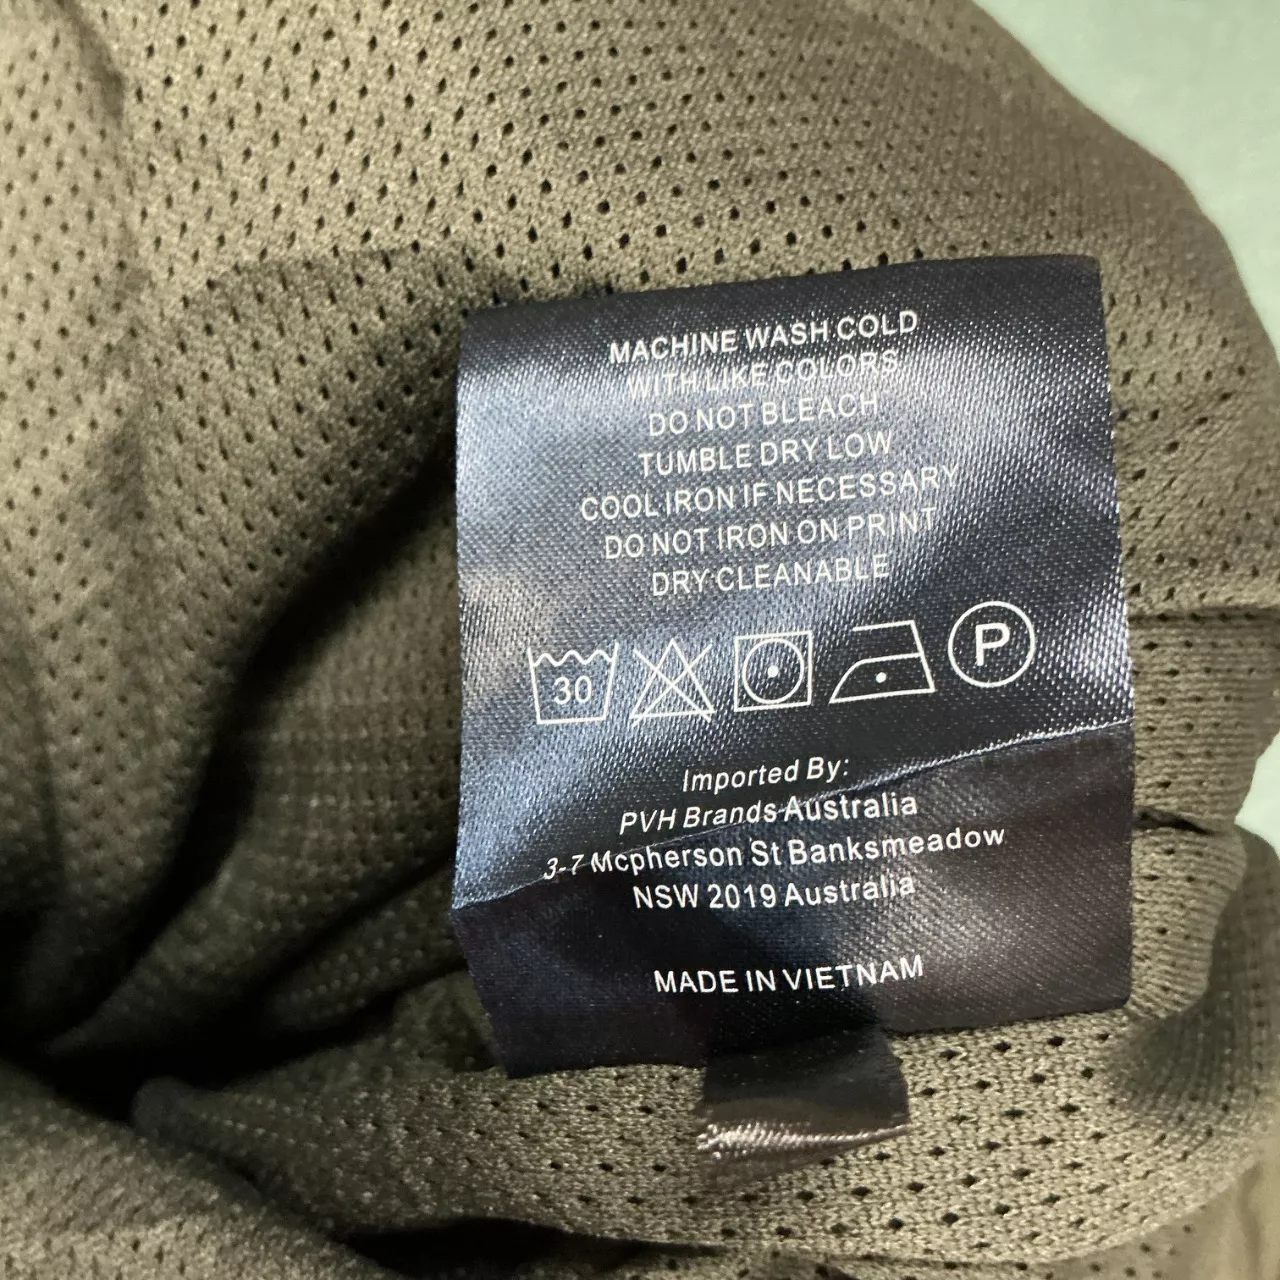 MACHINE WASH COLD
WITH LIKE COLORS
DO NOT BLEACH
TUMBLE DRY LOW
COOL IRON IF NECESSARY
DO NOT IRON ON PRINT
DRY CLEANABLE
30 P
Imported By:
PVH Brands Australia
3-7 Mcpherson St Banksmeadow
NSW 2019 Australia
MADE IN VIETNAM